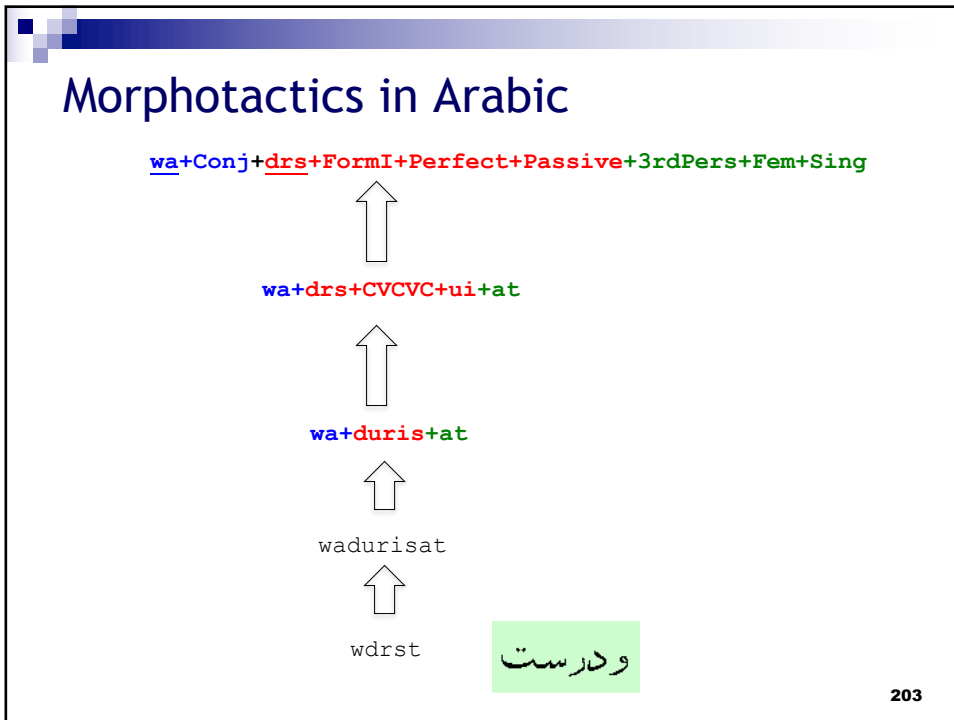 Morphotactics in Arabic
wa+Conj+drs+FormI+Perfect+Passive+3rdPers+Fem+Sing
wa+drs+CVCVC+ui+at
wa+duris+at
wadurisat
wdrst
ودرست
203